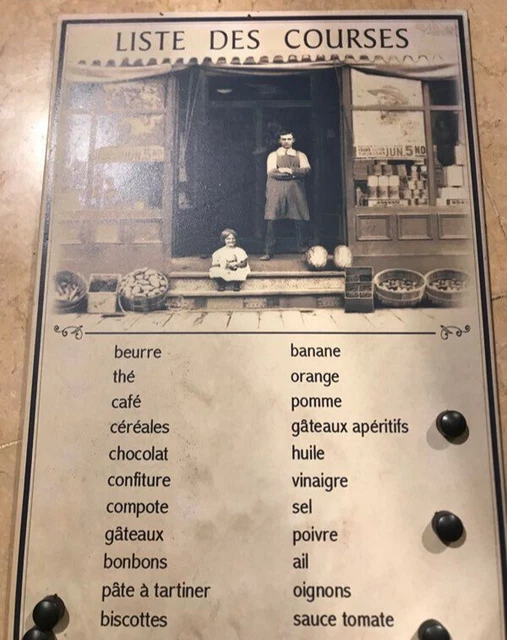 LISTE DES COURSES
JUN 5
beurre
thé
café
céréales
chocolat
confiture
compote
gâteaux
bonbons
pâte à tartiner
biscottes
banane
orange
pomme
gâteaux apéritifs
huile
vinaigre
sel
poivre
ail
oignons
sauce tomate